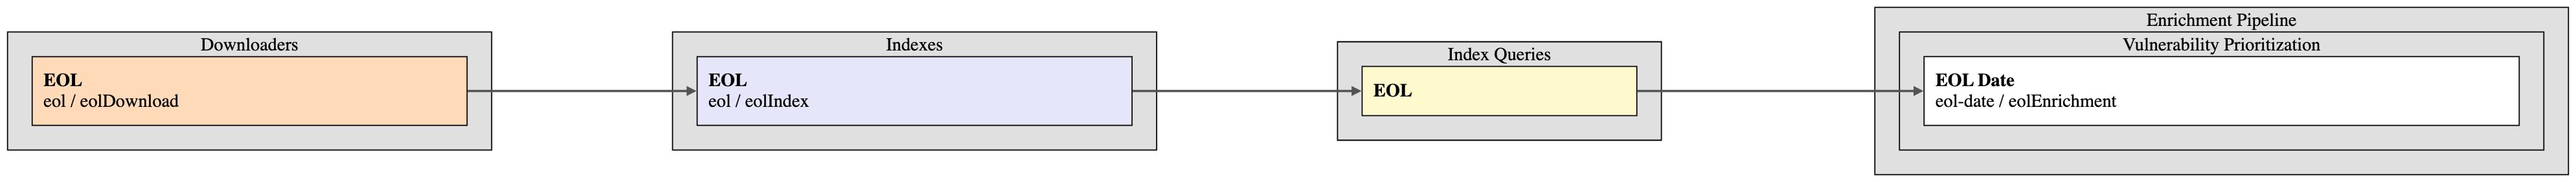 Downloaders
EOL
eol / eolDownload
Indexes
EOL
eol / eolIndex
Index Queries
EOL
Enrichment Pipeline
Vulnerability Prioritization
EOL Date
eol-date / eolEnrichment